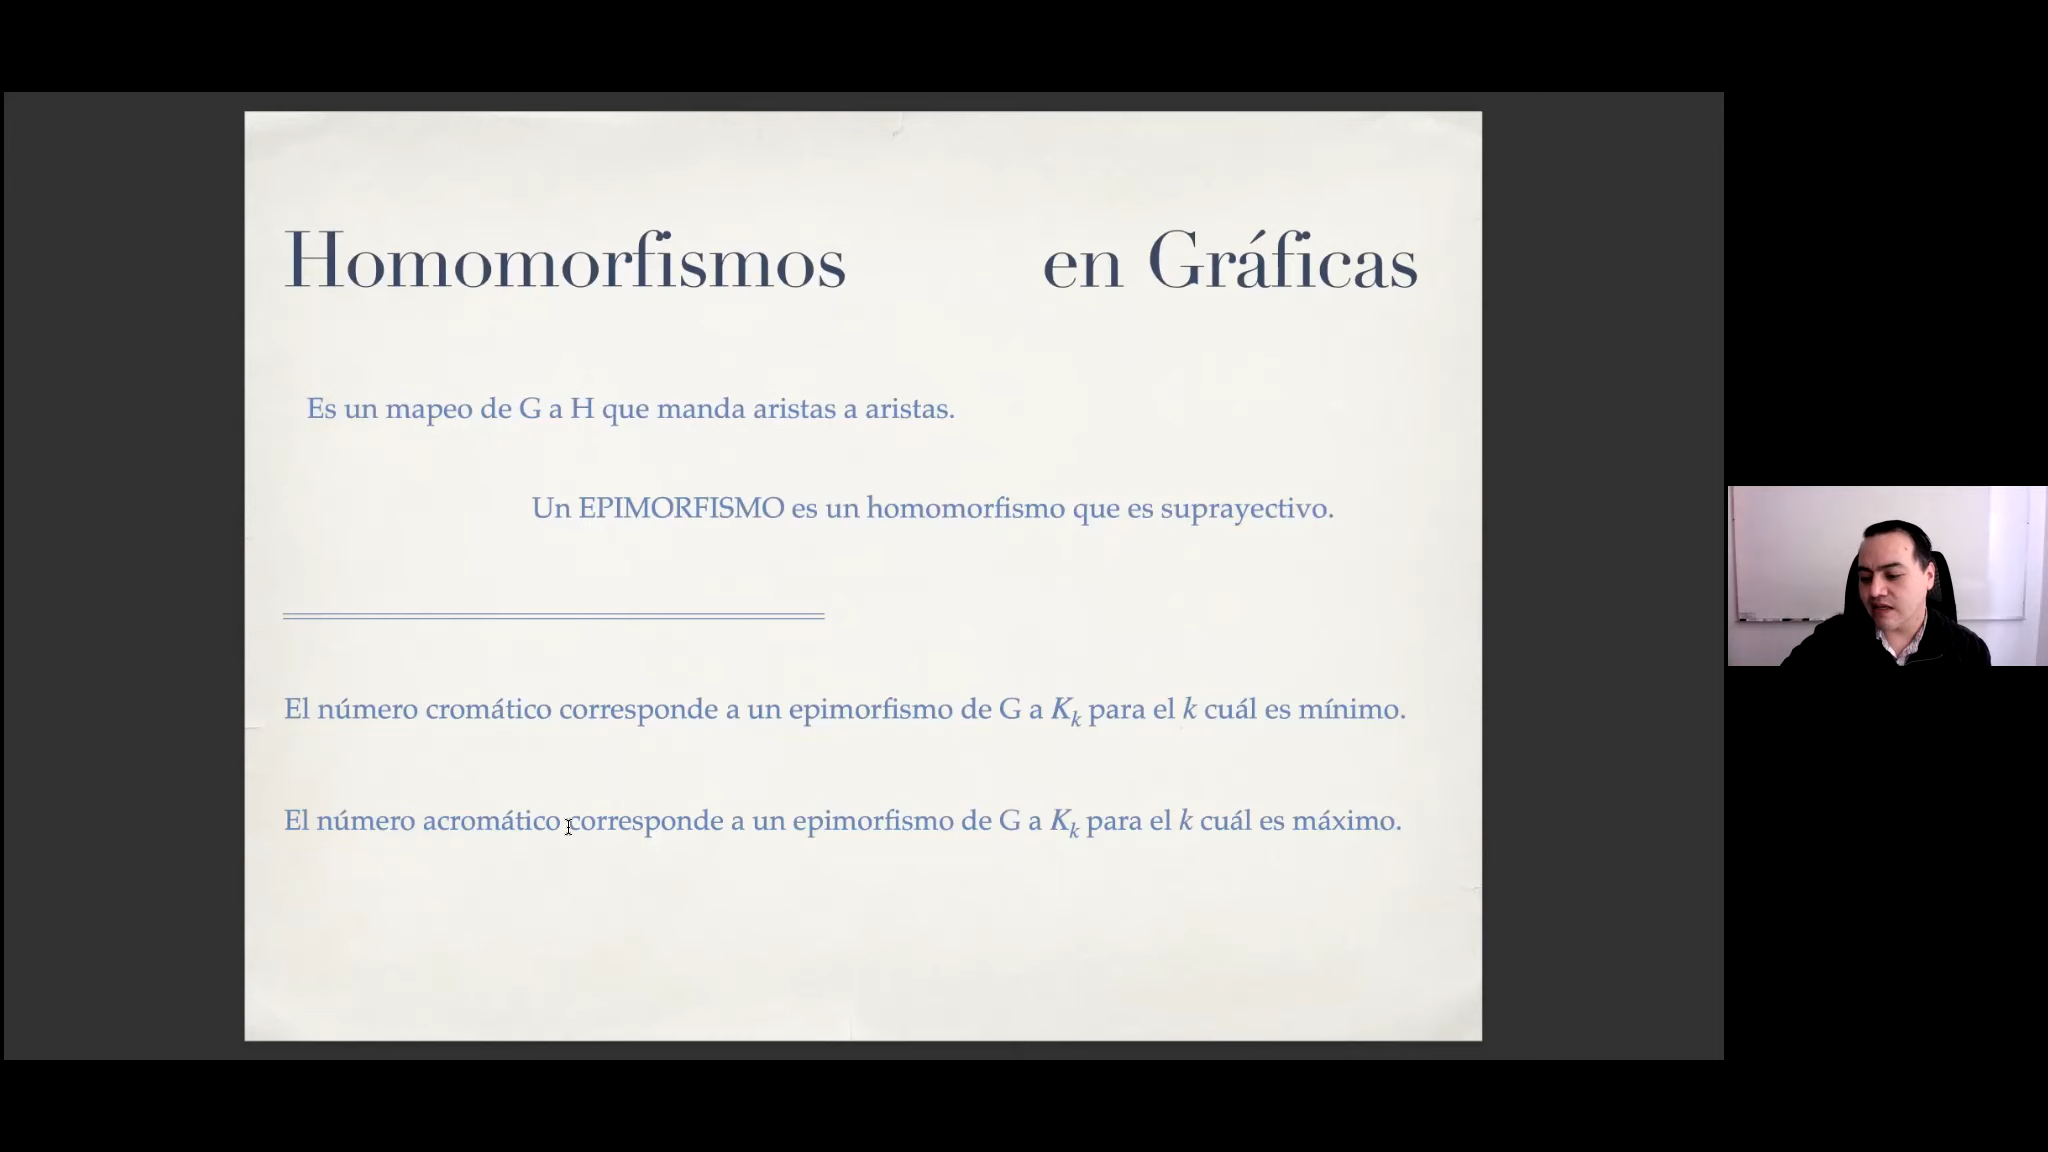 Homomorfismos en Gráficas
Es un mapeo de G a H que manda aristas a aristas.
Un EPIMORFISMO es un homomorfismo que es suprayectivo.
El número cromático corresponde a un epimorfismo de G a K_k para el k cuál es mínimo.
El número acromático corresponde a un epimorfismo de G a K_k para el k cuál es máximo.